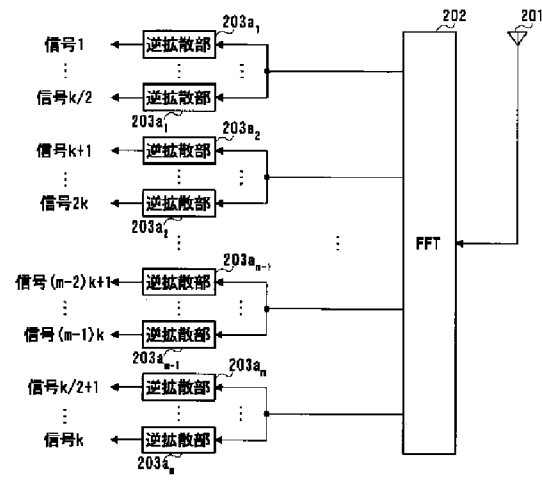 202
201
203a1
信号1
逆拡散部
⋮
⋮
⋮
信号k/2
逆拡散部
203a1
203a2
信号k+1
逆拡散部
⋮
⋮
⋮
信号2k
逆拡散部
203a2
⋮
⋮
FFT
203am-1
信号(m-2)k+1
逆拡散部
⋮
⋮
⋮
信号(m-1)k
逆拡散部
203am-1
203am
信号k/2+1
逆拡散部
⋮
⋮
⋮
信号k
逆拡散部
203am